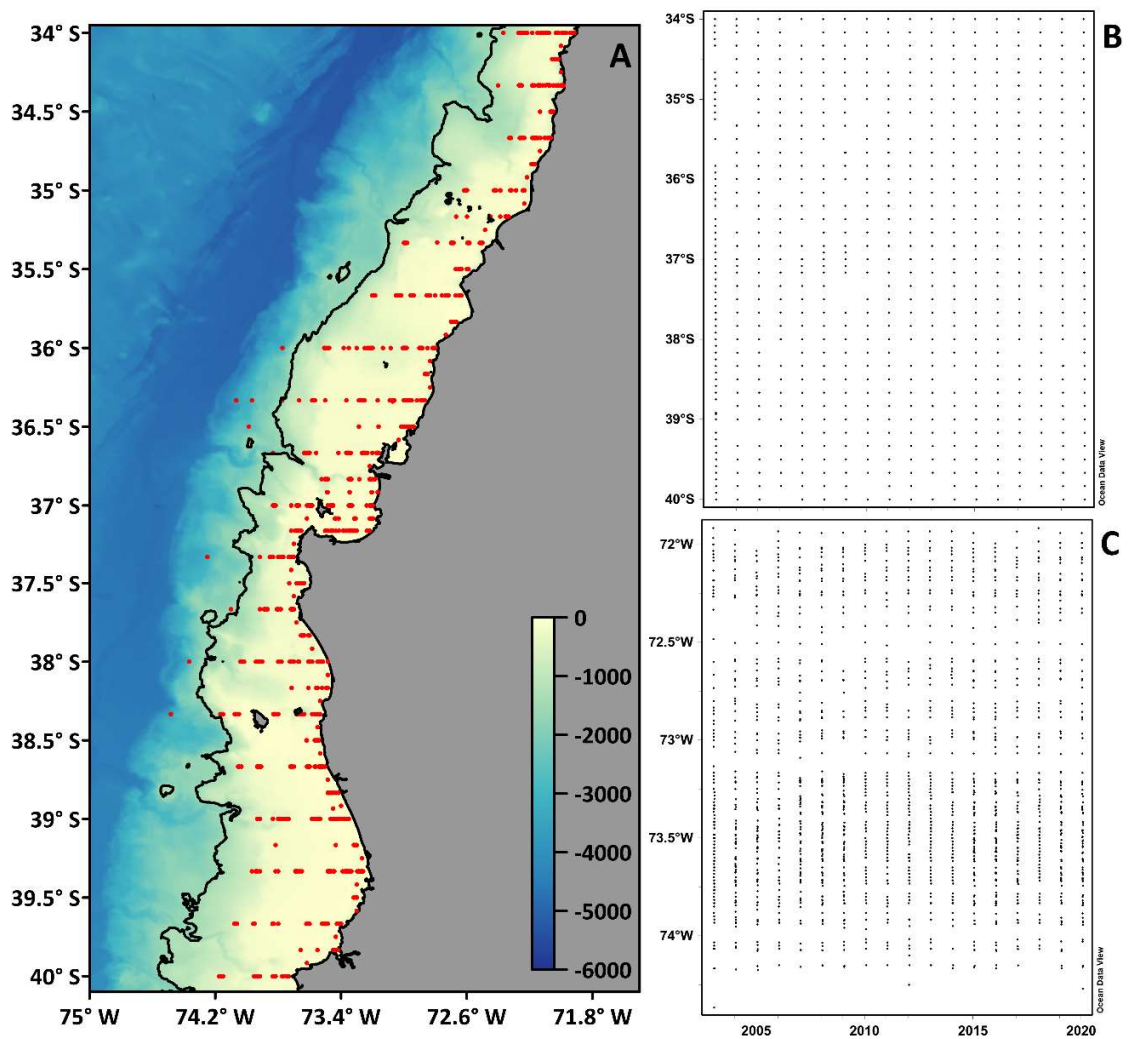 A
34° S
34.5° S
35° S
35.5° S
36° S
36.5° S
37° S
37.5° S
38° S
38.5° S
39° S
39.5° S
40° S
75° W
74.2° W
73.4° W
72.6° W
71.8° W
0
-1000
-2000
-3000
-4000
-5000
-6000
B
34°S
35°S
36°S
37°S
38°S
39°S
40°S
Ocean Data View
C
72°W
72.5°W
73°W
73.5°W
74°W
2005
2010
2015
2020
Ocean Data View